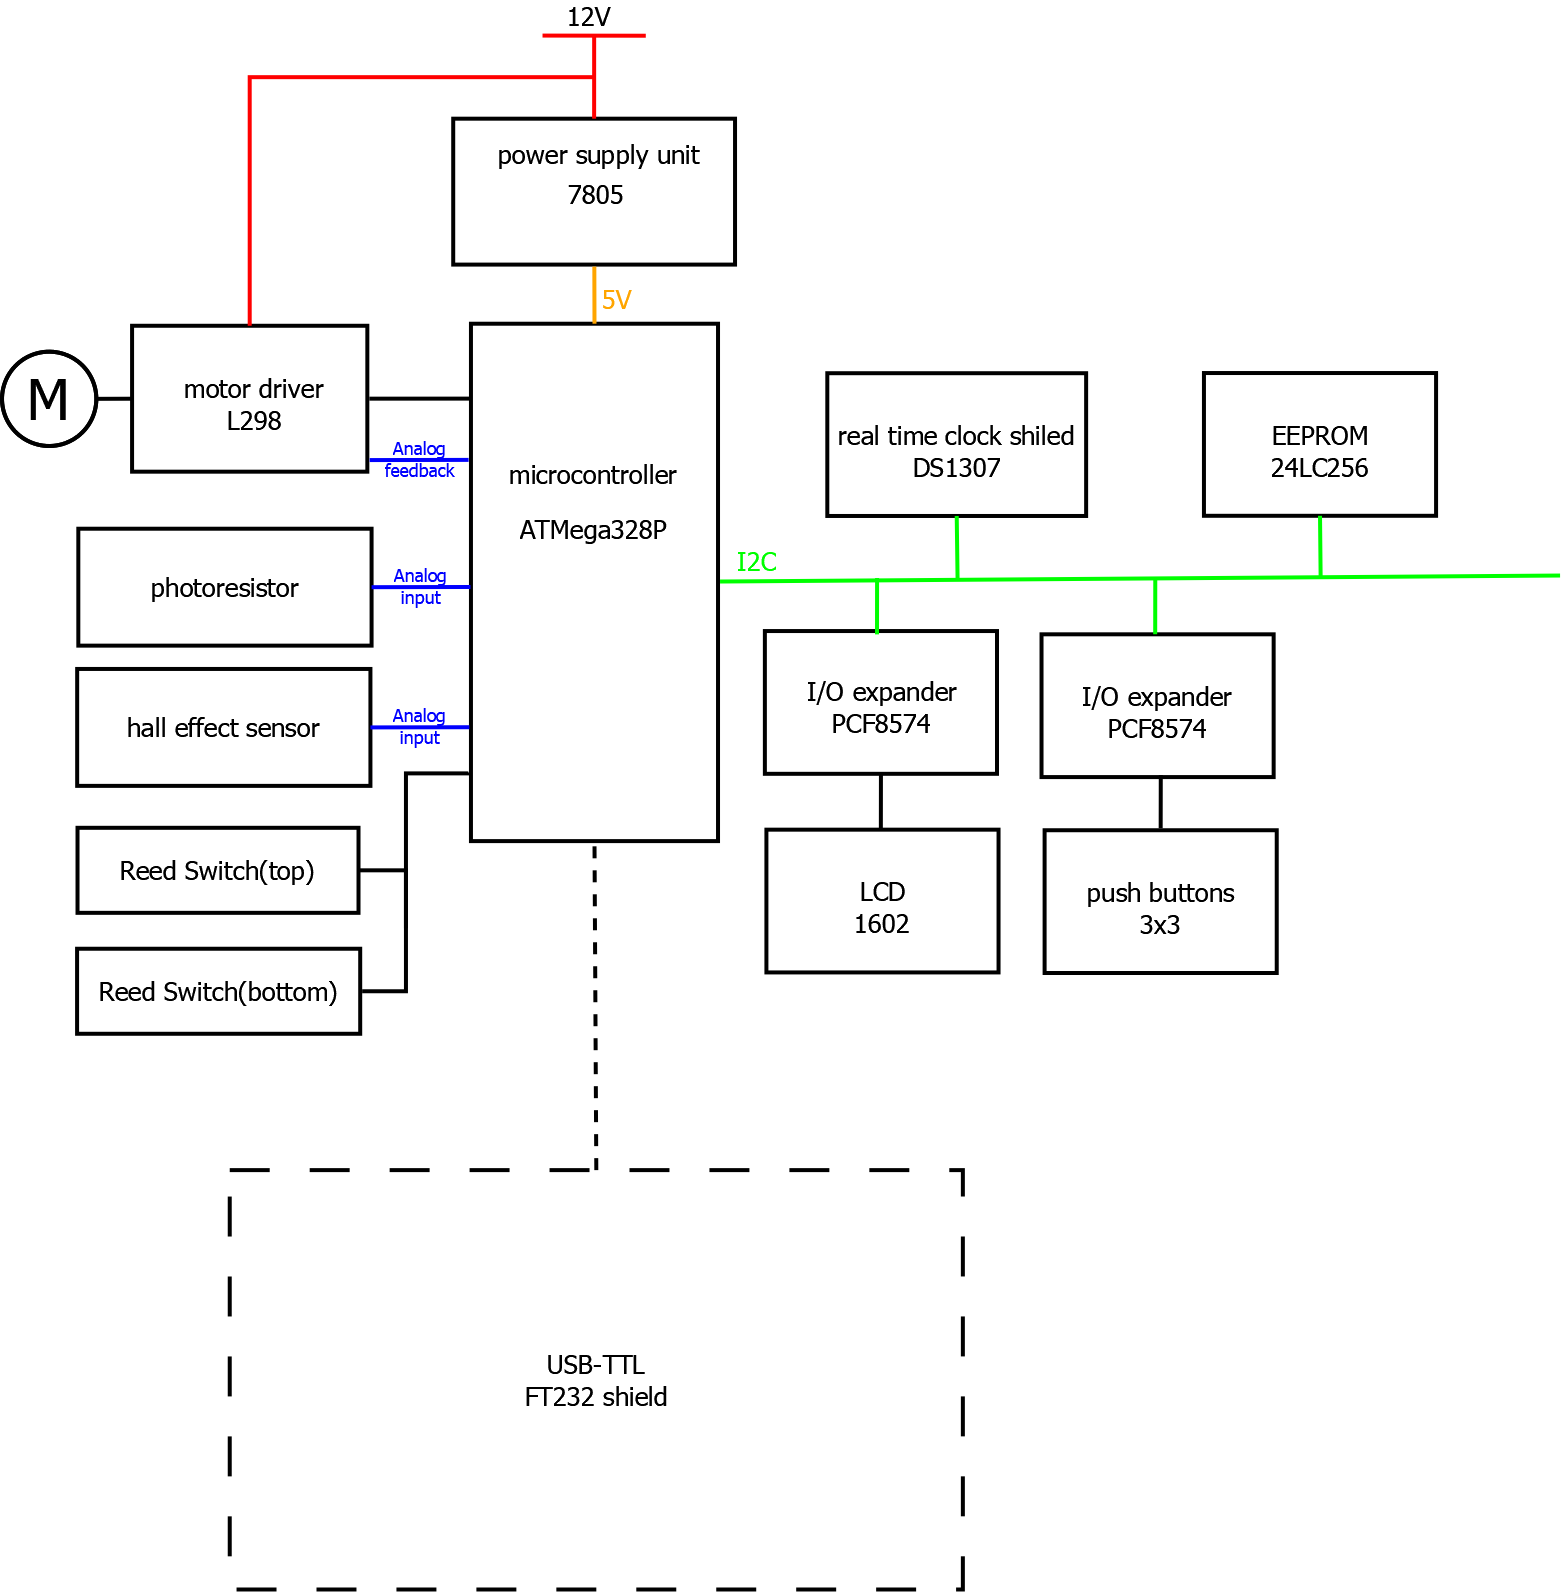 12V
power supply unit
7805
5V
M
motor driver
L298
Analog
feedback
microcontroller
ATMega328P
real time clock shiled
DS1307
EEPROM
24LC256
I2C
photoresistor
Analog
input
hall effect sensor
Analog
input
I/O expander
PCF8574
I/O expander
PCF8574
Reed Switch(top)
LCD
1602
push buttons
3x3
Reed Switch(bottom)
USB-TTL
FT232 shield